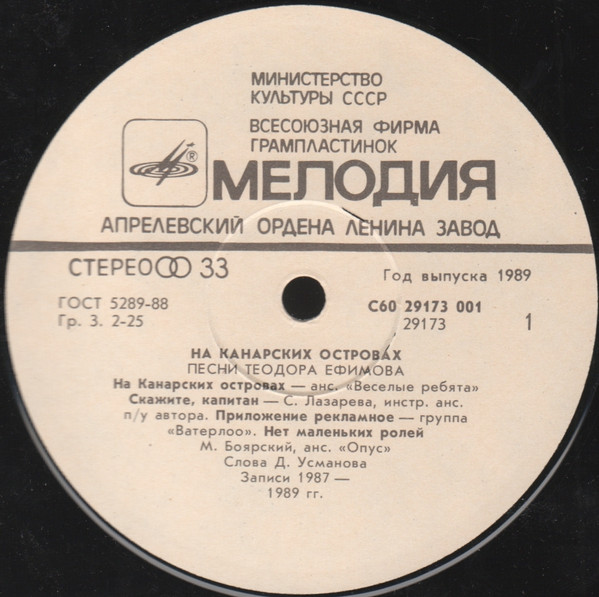 МИНИСТЕРСТВО
КУЛЬТУРЫ СССР
ВСЕСОЮЗНАЯ ФИРМА
ГРАМПЛАСТИНОК
®
МЕЛОДИЯ
АПРЕЛЕВСКИЙ ОРДЕНА ЛЕНИНА ЗАВОД
СТЕРЕО 33
Год выпуска 1989
ГОСТ 5289-88
С60 29173 001
Гр. 3. 2-25
29173
1
НА КАНАРСКИХ ОСТРОВАХ
ПЕСНИ ТЕОДОРА ЕФИМОВА
На Канарских островах — анс. «Веселые ребята»
Скажите, капитан — С. Лазарева, инстр. анс.
п/у автора. Приложение рекламное — группа
«Ватерлоо». Нет маленьких ролей
М. Боярский, анс. «Опус»
Слова Д. Усманова
Записи 1987 —
1989 гг.